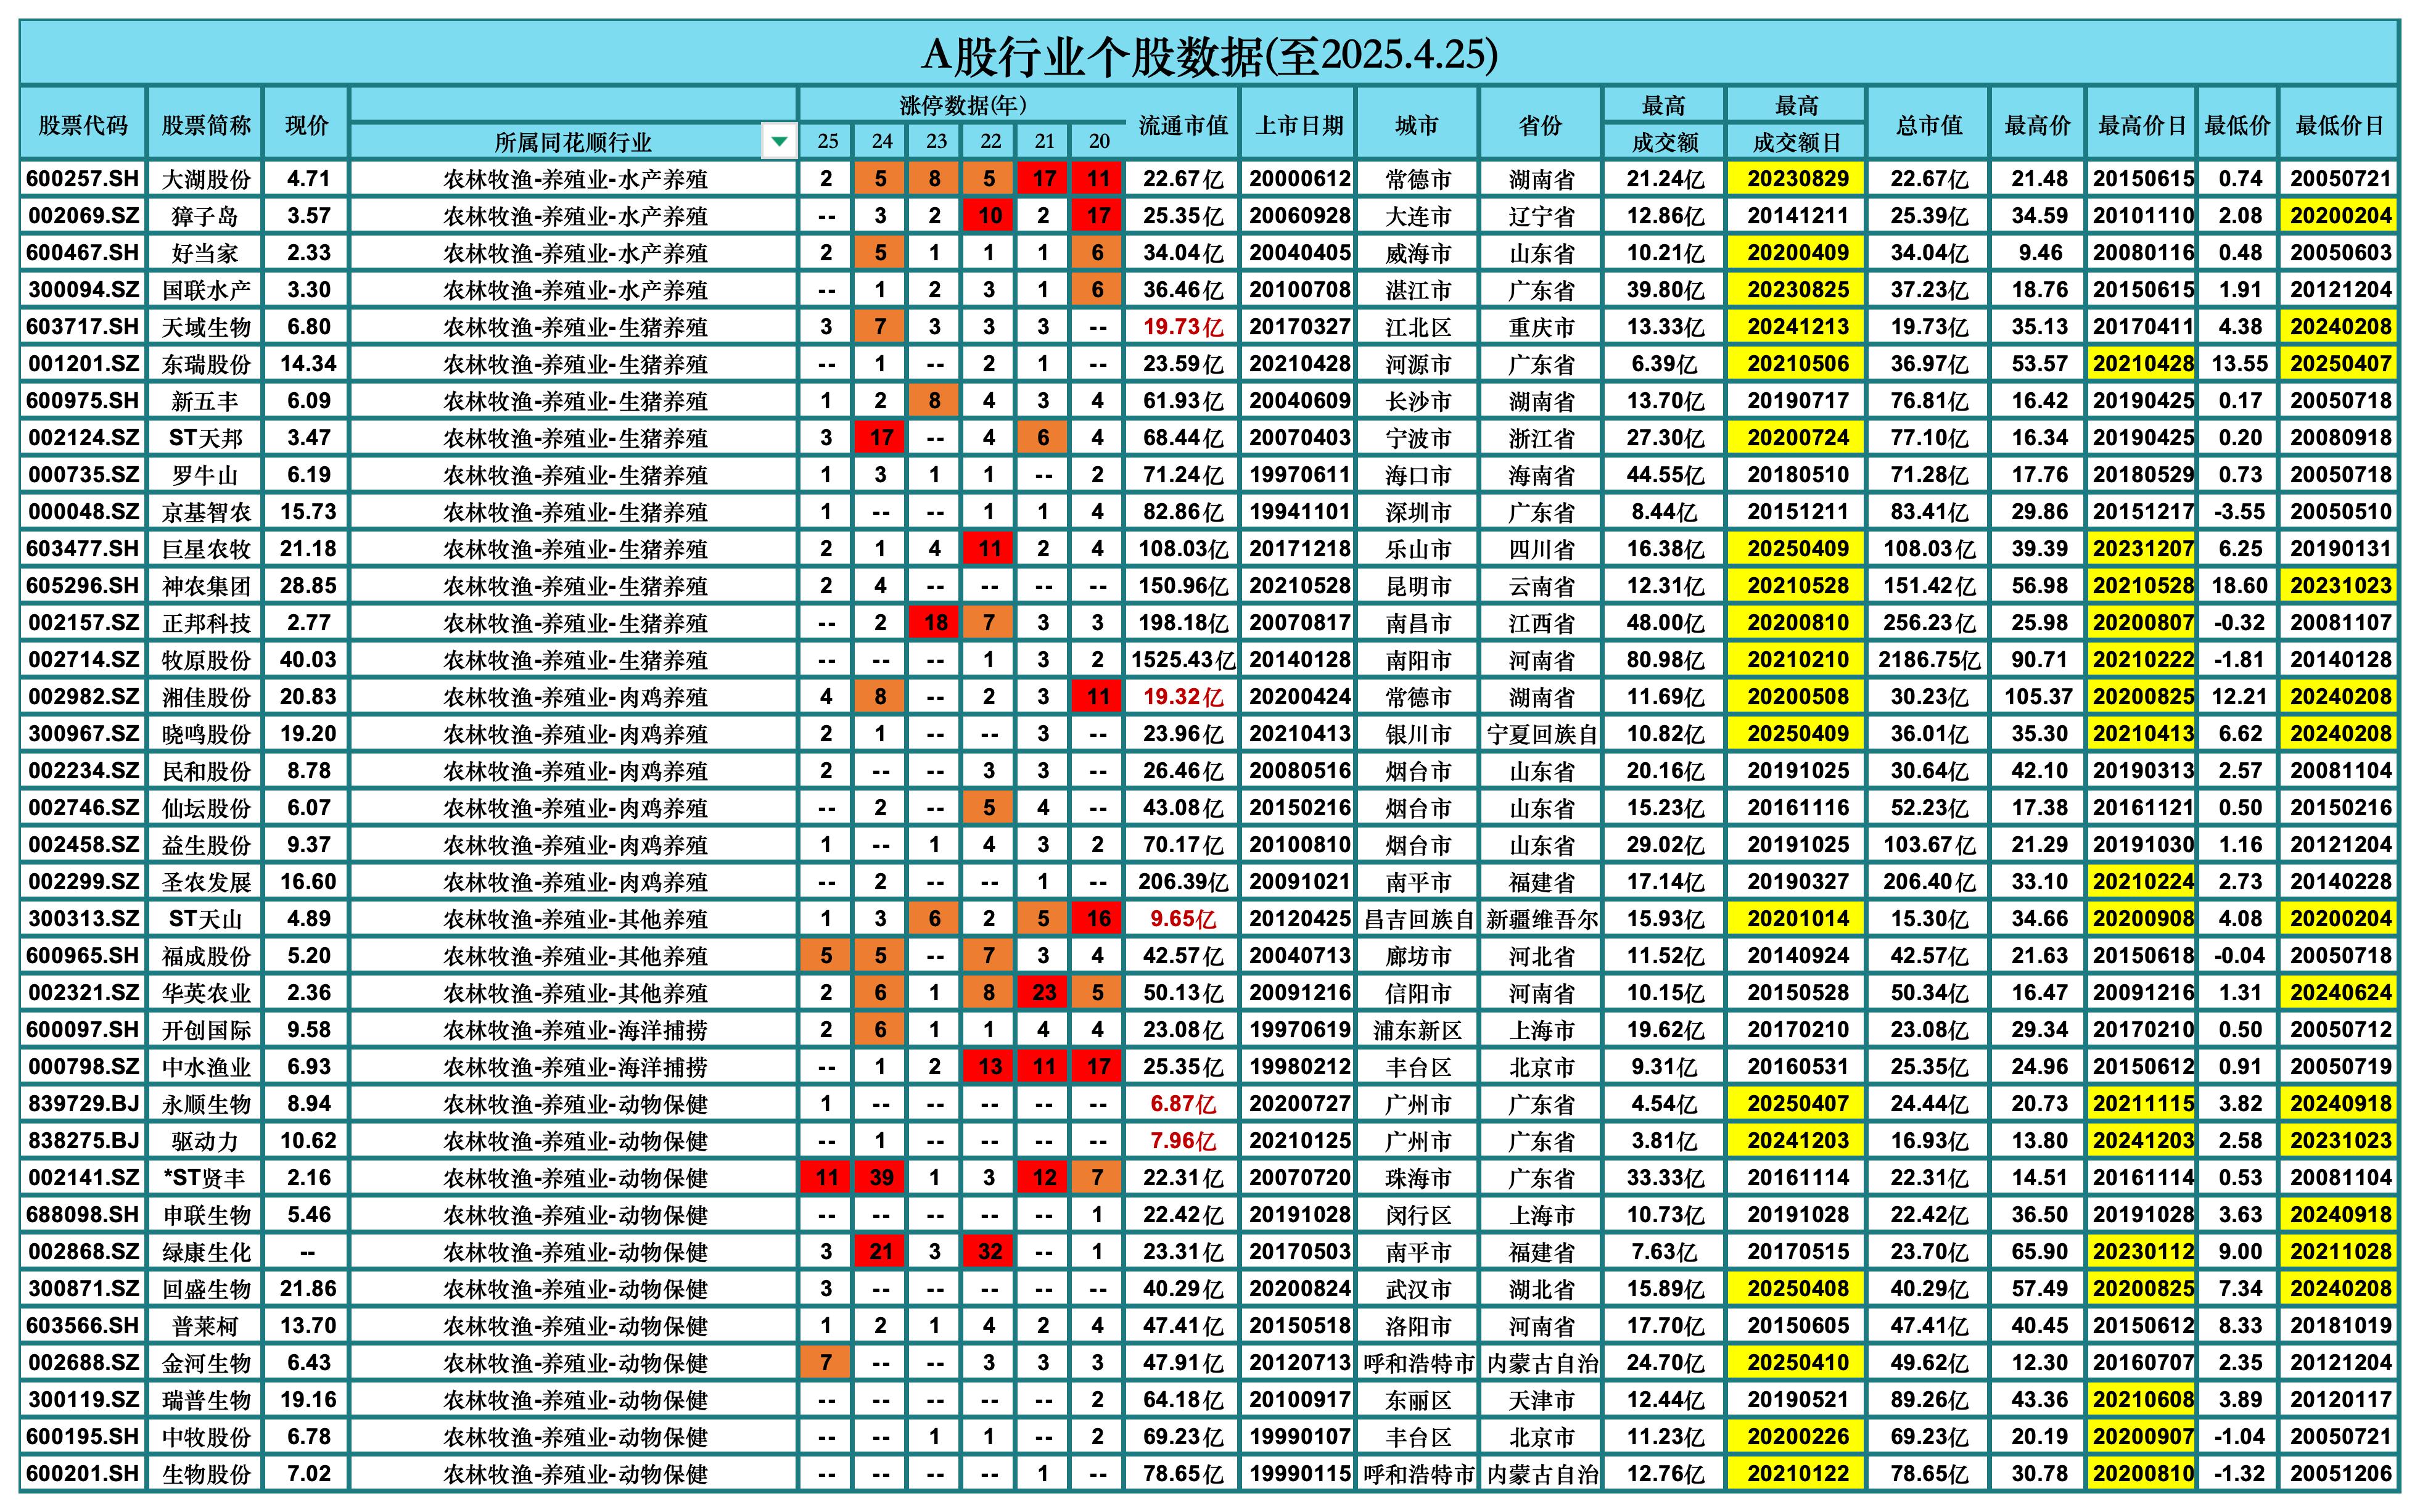 A股行业个股数据(至2025.4.25)
股票代码 股票简称 现价 所属同花顺行业 涨停数据(年) 25 24 23 22 21 20 流通市值 上市日期 城市 省份 最高成交额 最高成交额日 总市值 最高价 最高价日 最低价 最低价日
600257.SH 大湖股份 4.71 农林牧渔-养殖业-水产养殖 2 5 8 5 17 11 22.67亿 20000612 常德市 湖南省 21.24亿 20230829 22.67亿 21.48 20150615 0.74 20050721
002069.SZ 獐子岛 3.57 农林牧渔-养殖业-水产养殖 -- 3 2 10 2 17 25.35亿 20060928 大连市 辽宁省 12.86亿 20141211 25.39亿 34.59 20101110 2.08 20200204
600467.SH 好当家 2.33 农林牧渔-养殖业-水产养殖 2 5 1 1 1 6 34.04亿 20040405 威海市 山东省 10.21亿 20200409 34.04亿 9.46 20080116 0.48 20050603
300094.SZ 国联水产 3.30 农林牧渔-养殖业-水产养殖 -- 1 2 3 1 6 36.46亿 20100708 湛江市 广东省 39.80亿 20230825 37.23亿 18.76 20150615 1.91 20121204
603717.SH 天域生物 6.80 农林牧渔-养殖业-生猪养殖 3 7 3 3 3 -- 19.73亿 20170327 江北区 重庆市 13.33亿 20241213 19.73亿 35.13 20170411 4.38 20240208
001201.SZ 东瑞股份 14.34 农林牧渔-养殖业-生猪养殖 -- 1 -- 2 1 -- 23.59亿 20210428 河源市 广东省 6.39亿 20210506 36.97亿 53.57 20210428 13.55 20250407
600975.SH 新五丰 6.09 农林牧渔-养殖业-生猪养殖 1 2 8 4 3 4 61.93亿 20040609 长沙市 湖南省 13.70亿 20190717 76.81亿 16.42 20190425 0.17 20050718
002124.SZ ST天邦 3.47 农林牧渔-养殖业-生猪养殖 3 17 -- 4 6 4 68.44亿 20070403 宁波市 浙江省 27.30亿 20200724 77.10亿 16.34 20190425 0.20 20080918
000735.SZ 罗牛山 6.19 农林牧渔-养殖业-生猪养殖 1 3 1 1 -- 2 71.24亿 19970611 海口市 海南省 44.55亿 20180510 71.28亿 17.76 20180529 0.73 20050718
000048.SZ 京基智农 15.73 农林牧渔-养殖业-生猪养殖 1 -- -- 1 1 4 82.86亿 19941101 深圳市 广东省 8.44亿 20151211 83.41亿 29.86 20151217 -3.55 20050510
603477.SH 巨星农牧 21.18 农林牧渔-养殖业-生猪养殖 2 1 4 11 2 4 108.03亿 20171218 乐山市 四川省 16.38亿 20250409 108.03亿 39.39 20231207 6.25 20190131
605296.SH 神农集团 28.85 农林牧渔-养殖业-生猪养殖 2 4 -- -- -- -- 150.96亿 20210528 昆明市 云南省 12.31亿 20210528 151.42亿 56.98 20210528 18.60 20231023
002157.SZ 正邦科技 2.77 农林牧渔-养殖业-生猪养殖 -- 2 18 7 3 3 198.18亿 20070817 南昌市 江西省 48.00亿 20200810 256.23亿 25.98 20200807 -0.32 20081107
002714.SZ 牧原股份 40.03 农林牧渔-养殖业-生猪养殖 -- -- -- 1 3 2 1525.43亿 20140128 南阳市 河南省 80.98亿 20210210 2186.75亿 90.71 20210222 -1.81 20140128
002982.SZ 湘佳股份 20.83 农林牧渔-养殖业-肉鸡养殖 4 8 -- 2 3 11 19.32亿 20200424 常德市 湖南省 11.69亿 20200508 30.23亿 105.37 20200825 12.21 20240208
300967.SZ 晓鸣股份 19.20 农林牧渔-养殖业-肉鸡养殖 2 1 -- -- 3 -- 23.96亿 20210413 银川市 宁夏回族自 10.82亿 20250409 36.01亿 35.30 20210413 6.62 20240208
002234.SZ 民和股份 8.78 农林牧渔-养殖业-肉鸡养殖 2 -- -- 3 3 -- 26.46亿 20080516 烟台市 山东省 20.16亿 20191025 30.64亿 42.10 20190313 2.57 20081104
002746.SZ 仙坛股份 6.07 农林牧渔-养殖业-肉鸡养殖 -- 2 -- 5 4 -- 43.08亿 20150216 烟台市 山东省 15.23亿 20161116 52.23亿 17.38 20161121 0.50 20150216
002458.SZ 益生股份 9.37 农林牧渔-养殖业-肉鸡养殖 1 -- 1 4 3 2 70.17亿 20100810 烟台市 山东省 29.02亿 20191025 103.67亿 21.29 20191030 1.16 20121204
002299.SZ 圣农发展 16.60 农林牧渔-养殖业-肉鸡养殖 -- 2 -- -- 1 -- 206.39亿 20091021 南平市 福建省 17.14亿 20190327 206.40亿 33.10 20210224 2.73 20140228
300313.SZ ST天山 4.89 农林牧渔-养殖业-其他养殖 1 3 6 2 5 16 9.65亿 20120425 昌吉回族自 新疆维吾尔 15.93亿 20201014 15.30亿 34.66 20200908 4.08 20200204
600965.SH 福成股份 5.20 农林牧渔-养殖业-其他养殖 5 5 -- 7 3 4 42.57亿 20040713 廊坊市 河北省 11.52亿 20140924 42.57亿 21.63 20150618 -0.04 20050718
002321.SZ 华英农业 2.36 农林牧渔-养殖业-其他养殖 2 6 1 8 23 5 50.13亿 20091216 信阳市 河南省 10.15亿 20150528 50.34亿 16.47 20091216 1.31 20240624
600097.SH 开创国际 9.58 农林牧渔-养殖业-海洋捕捞 2 6 1 1 4 4 23.08亿 19970619 浦东新区 上海市 19.62亿 20170210 23.08亿 29.34 20170210 0.50 20050712
000798.SZ 中水渔业 6.93 农林牧渔-养殖业-海洋捕捞 -- 1 2 13 11 17 25.35亿 19980212 丰台区 北京市 9.31亿 20160531 25.35亿 24.96 20150612 0.91 20050719
839729.BJ 永顺生物 8.94 农林牧渔-养殖业-动物保健 1 -- -- -- -- -- 6.87亿 20200727 广州市 广东省 4.54亿 20250407 24.44亿 20.73 20211115 3.82 20240918
838275.BJ 驱动力 10.62 农林牧渔-养殖业-动物保健 -- 1 -- -- -- -- 7.96亿 20210125 广州市 广东省 3.81亿 20241203 16.93亿 13.80 20241203 2.58 20231023
002141.SZ *ST贤丰 2.16 农林牧渔-养殖业-动物保健 11 39 1 3 12 7 22.31亿 20070720 珠海市 广东省 33.33亿 20161114 22.31亿 14.51 20161114 0.53 20081104
688098.SH 申联生物 5.46 农林牧渔-养殖业-动物保健 -- -- -- -- -- 1 22.42亿 20191028 闵行区 上海市 10.73亿 20191028 22.42亿 36.50 20191028 3.63 20240918
002868.SZ 绿康生化 -- 农林牧渔-养殖业-动物保健 3 21 3 32 -- 1 23.31亿 20170503 南平市 福建省 7.63亿 20170515 23.70亿 65.90 20230112 9.00 20211028
300871.SZ 回盛生物 21.86 农林牧渔-养殖业-动物保健 3 -- -- -- -- -- 40.29亿 20200824 武汉市 湖北省 15.89亿 20250408 40.29亿 57.49 20200825 7.34 20240208
603566.SH 普莱柯 13.70 农林牧渔-养殖业-动物保健 1 2 1 4 2 4 47.41亿 20150518 洛阳市 河南省 17.70亿 20150605 47.41亿 40.45 20150612 8.33 20181019
002688.SZ 金河生物 6.43 农林牧渔-养殖业-动物保健 7 -- -- 3 3 3 47.91亿 20120713 呼和浩特市 内蒙古自治 24.70亿 20250410 49.62亿 12.30 20160707 2.35 20121204
300119.SZ 瑞普生物 19.16 农林牧渔-养殖业-动物保健 -- -- -- -- -- 2 64.18亿 20100917 东丽区 天津市 12.44亿 20190521 89.26亿 43.36 20210608 3.89 20120117
600195.SH 中牧股份 6.78 农林牧渔-养殖业-动物保健 -- -- 1 1 -- 2 69.23亿 19990107 丰台区 北京市 11.23亿 20200226 69.23亿 20.19 20200907 -1.04 20050721
600201.SH 生物股份 7.02 农林牧渔-养殖业-动物保健 -- -- -- -- 1 -- 78.65亿 19990115 呼和浩特市 内蒙古自治 12.76亿 20210122 78.65亿 30.78 20200810 -1.32 20051206